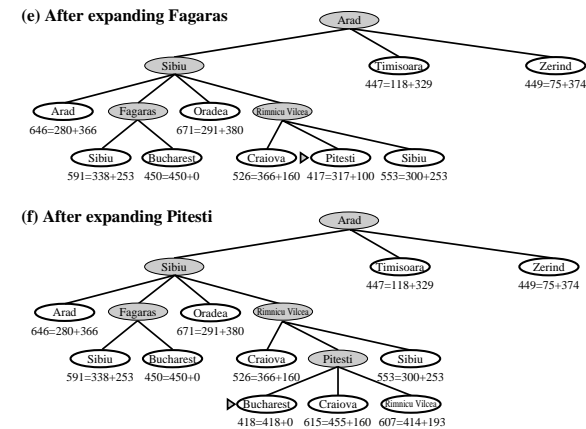 (e) After expanding Fagaras
Arad
Sibiu
Timisoara
Zerind
447=118+329
449=75+374
Arad
Fagaras
Oradea
Rimnicu Vilcea
646=280+366
671=291+380
Sibiu
Bucharest
Craiova
Pitesti
Sibiu
591=338+253
450=450+0
526=366+160
417=317+100
553=300+253
(f) After expanding Pitesti
Arad
Sibiu
Timisoara
Zerind
447=118+329
449=75+374
Arad
Fagaras
Oradea
Rimnicu Vilcea
646=280+366
671=291+380
Sibiu
Bucharest
Craiova
Pitesti
Sibiu
591=338+253
450=450+0
526=366+160
553=300+253
Bucharest
Craiova
Rimnicu Vilcea
418=418+0
615=455+160
607=414+193